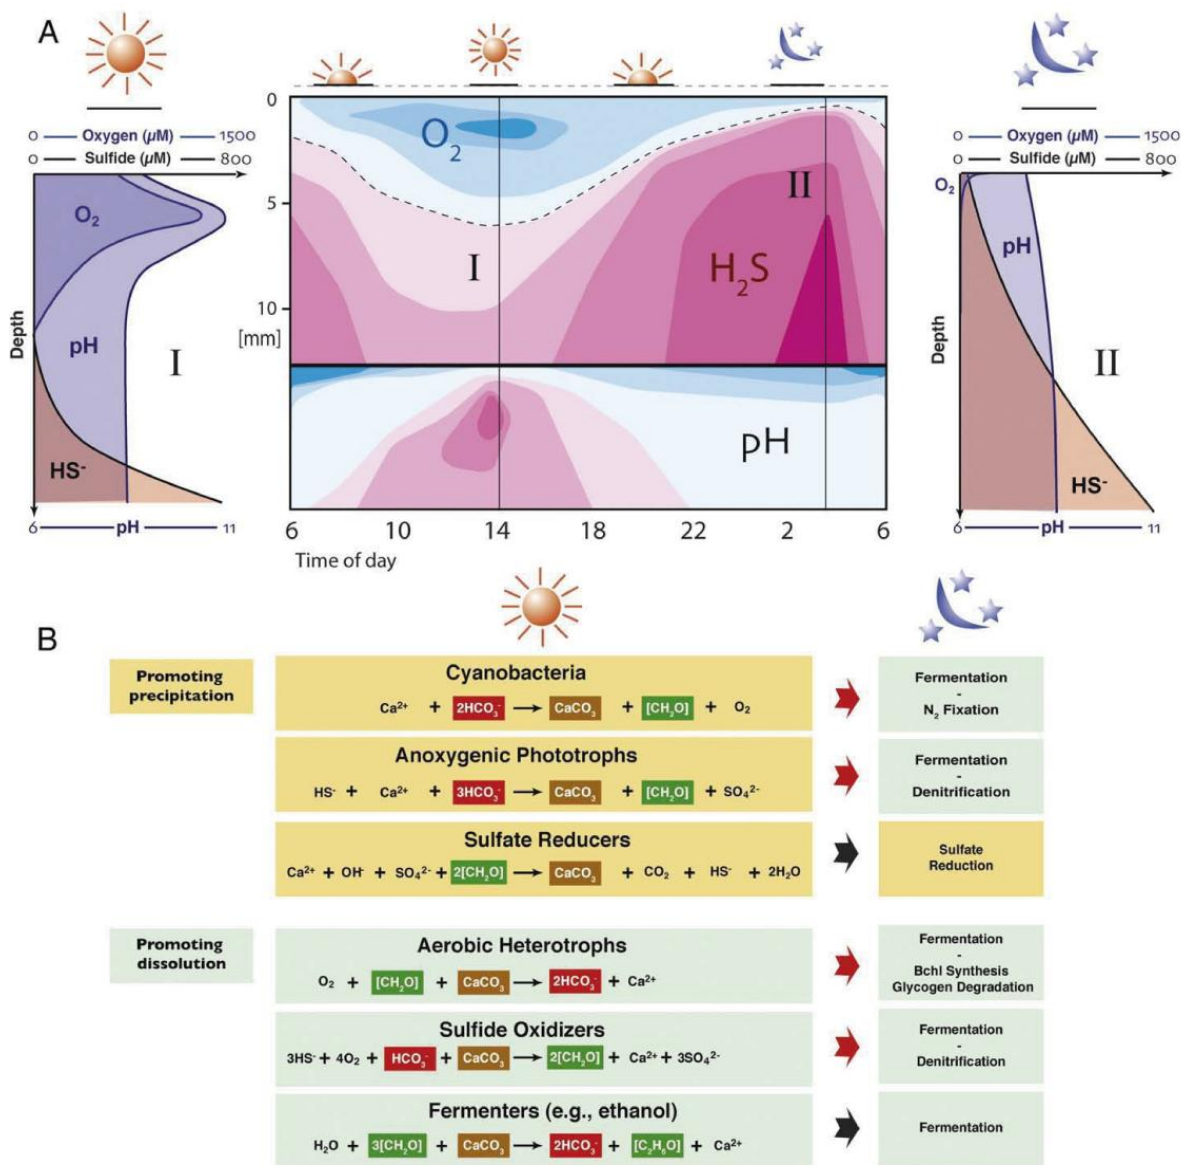 A
0 Oxygen (µM) 1500
0 Sulfide (µM) 800
O₂
pH
I
HS⁻
Depth
6 pH 11
0
5
10
[mm]
O₂
I
II
H₂S
pH
6 10 14 18 22 2 6
Time of day
0 Oxygen (µM) 1500
0 Sulfide (µM) 800
O₂
pH
II
HS⁻
Depth
6 pH 11
B
Promoting
precipitation
Cyanobacteria
Ca²⁺ + 2HCO₃⁻ → CaCO₃ + [CH₂O] + O₂
Fermentation
-
N₂ Fixation
Anoxygenic Phototrophs
HS⁻ + Ca²⁺ + 3HCO₃⁻ → CaCO₃ + [CH₂O] + SO₄²⁻
Fermentation
-
Denitrification
Sulfate Reducers
Ca²⁺ + OH⁻ + SO₄²⁻ + 2[CH₂O] → CaCO₃ + CO₂ + HS⁻ + 2H₂O
Sulfate
Reduction
Promoting
dissolution
Aerobic Heterotrophs
O₂ + [CH₂O] + CaCO₃ → 2HCO₃⁻ + Ca²⁺
Fermentation
-
Bchl Synthesis
Glycogen Degradation
Sulfide Oxidizers
3HS⁻ + 4O₂ + HCO₃⁻ + CaCO₃ → 2[CH₂O] + Ca²⁺ + 3SO₄²⁻
Fermentation
-
Denitrification
Fermenters (e.g., ethanol)
H₂O + 3[CH₂O] + CaCO₃ → 2HCO₃⁻ + [C₂H₆O] + Ca²⁺
Fermentation